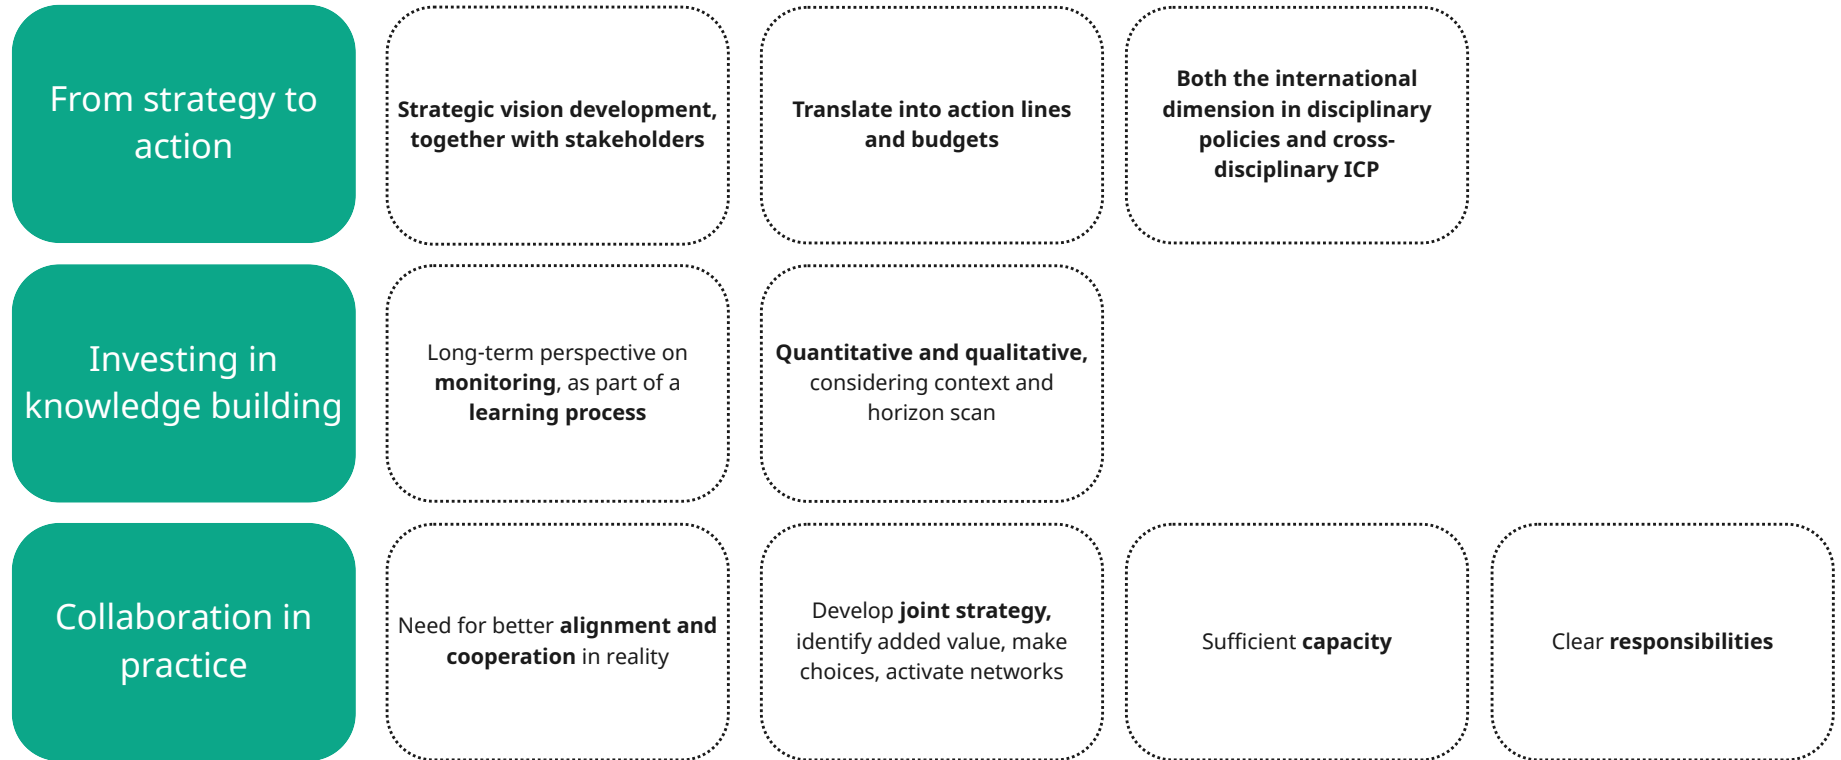 From strategy to
action
Strategic vision development,
together with stakeholders
Translate into action lines
and budgets
Both the international
dimension in disciplinary
policies and cross-
disciplinary ICP
Investing in
knowledge building
Long-term perspective on
monitoring, as part of a
learning process
Quantitative and qualitative,
considering context and
horizon scan
Collaboration in
practice
Need for better alignment and
cooperation in reality
Develop joint strategy,
identify added value, make
choices, activate networks
Sufficient capacity
Clear responsibilities